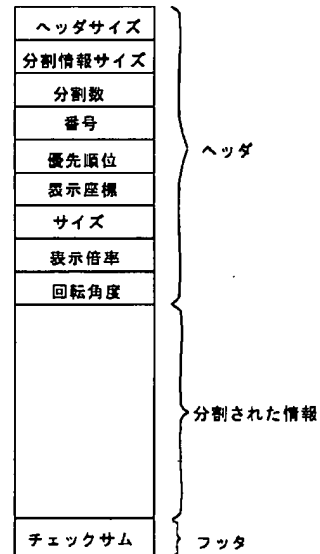 ヘッダサイズ
分割情報サイズ
分割数
番号
優先順位
表示座標
サイズ
表示倍率
回転角度
ヘッダ
分割された情報
チェックサム
フッタ